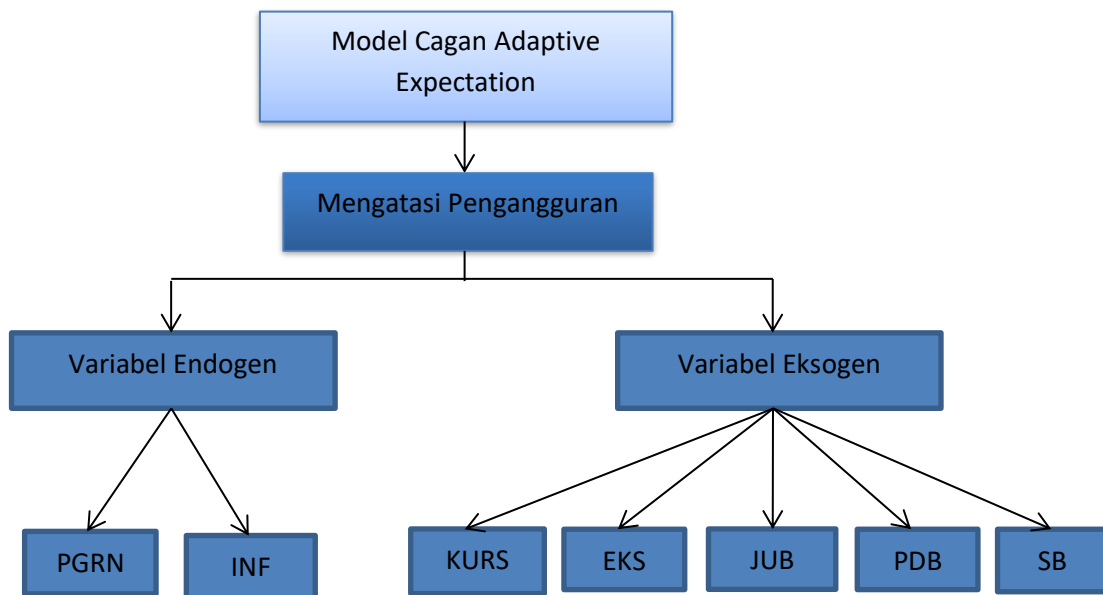 Model Cagan Adaptive
Expectation
Mengatasi Pengangguran
Variabel Endogen
Variabel Eksogen
PGRN
INF
KURS
EKS
JUB
PDB
SB